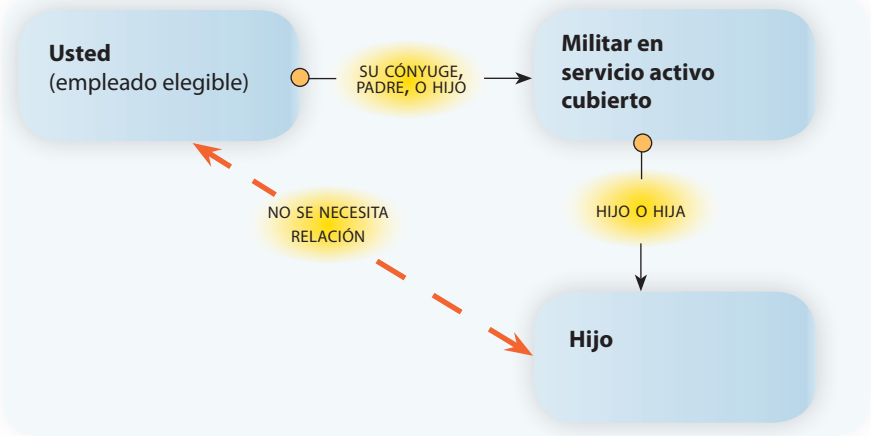 Usted
(empleado elegible)
SU CÓNYUGE,
PADRE, O HIJO
Militar en
servicio activo
cubierto
NO SE NECESITA
RELACIÓN
HIJO O HIJA
Hijo